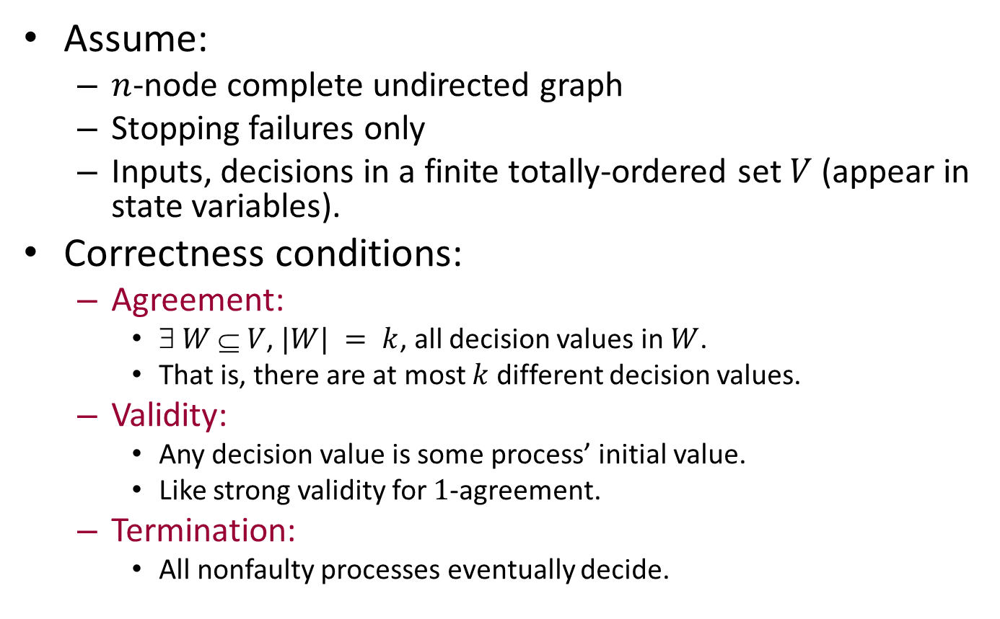 • Assume:
– n-node complete undirected graph
– Stopping failures only
– Inputs, decisions in a finite totally-ordered set V (appear in
state variables).
• Correctness conditions:
– Agreement:
• ∃ W ⊆ V, |W| = k, all decision values in W.
• That is, there are at most k different decision values.
– Validity:
• Any decision value is some process’ initial value.
• Like strong validity for 1-agreement.
– Termination:
• All nonfaulty processes eventually decide.